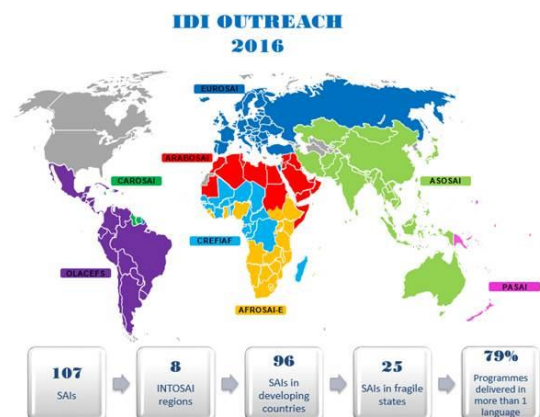 IDI OUTREACH
2016
EUROSAI
ARABOSAI
CAROSAI
ASOSAI
CREFIAF
OLACEFS
PASAI
AFROSAI-E
107
SAIs
8
INTOSAI
regions
96
SAIs in
developing
countries
25
SAIs in fragile
states
79%
Programmes
delivered in
more than 1
language